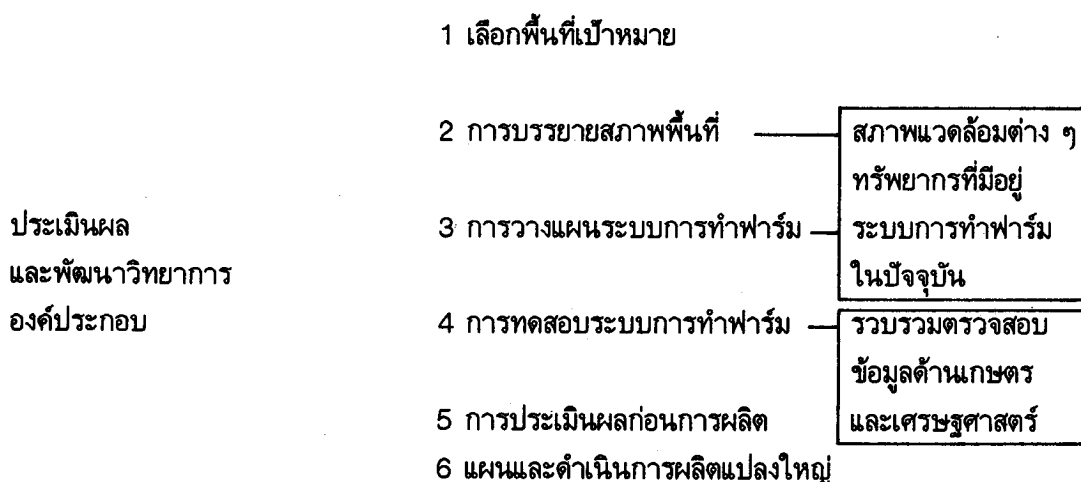 1 เลือกพื้นที่เป้าหมาย
2 การบรรยายสภาพพื้นที่
สภาพแวดล้อมต่าง ๆ
ทรัพยากรที่มีอยู่
ประเมินผล
และพัฒนาวิทยาการ
องค์ประกอบ
3 การวางแผนระบบการทำฟาร์ม
ระบบการทำฟาร์ม
ในปัจจุบัน
4 การทดสอบระบบการทำฟาร์ม
รวบรวมตรวจสอบ
ข้อมูลด้านเกษตร
และเศรษฐศาสตร์
5 การประเมินผลก่อนการผลิต
6 แผนและดำเนินการผลิตแปลงใหญ่